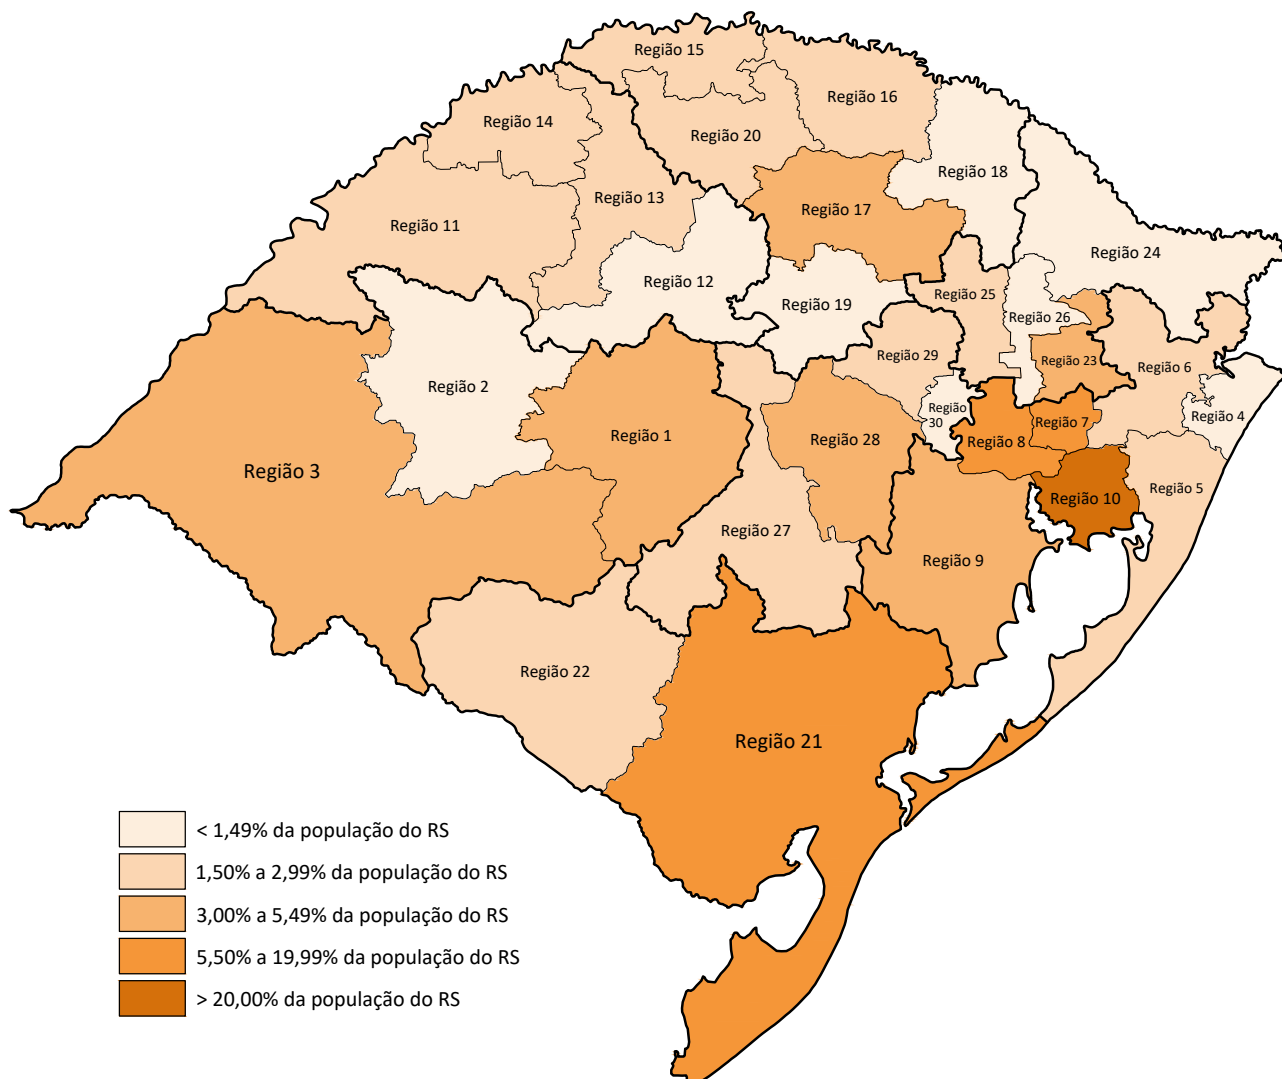 Região 15
Região 16
Região 14
Região 20
Região 18
Região 13
Região 17
Região 11
Região 24
Região 12
Região 19
Região 25
Região 26
Região 29
Região 23
Região 6
Região 2
Região
30
Região 4
Região 7
Região 1
Região 28
Região 8
Região 3
Região 5
Região 10
Região 27
Região 9
Região 22
Região 21
< 1,49% da população do RS
1,50% a 2,99% da população do RS
3,00% a 5,49% da população do RS
5,50% a 19,99% da população do RS
> 20,00% da população do RS